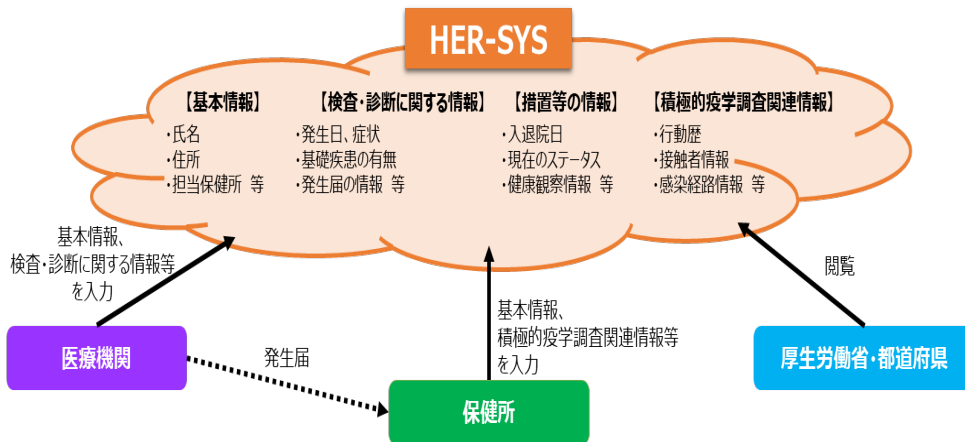 HER-SYS
【基本情報】
・氏名
・住所
・担当保健所 等
【検査・診断に関する情報】
・発生日、症状
・基礎疾患の有無
・発生届の情報 等
【措置等の情報】
・入退院日
・現在のステータス
・健康観察情報 等
【積極的疫学調査関連情報】
・行動歴
・接触者情報
・感染経路情報 等
基本情報、
検査・診断に関する情報等
を入力
医療機関
発生届
基本情報、
積極的疫学調査関連情報等
を入力
保健所
閲覧
厚生労働省・都道府県